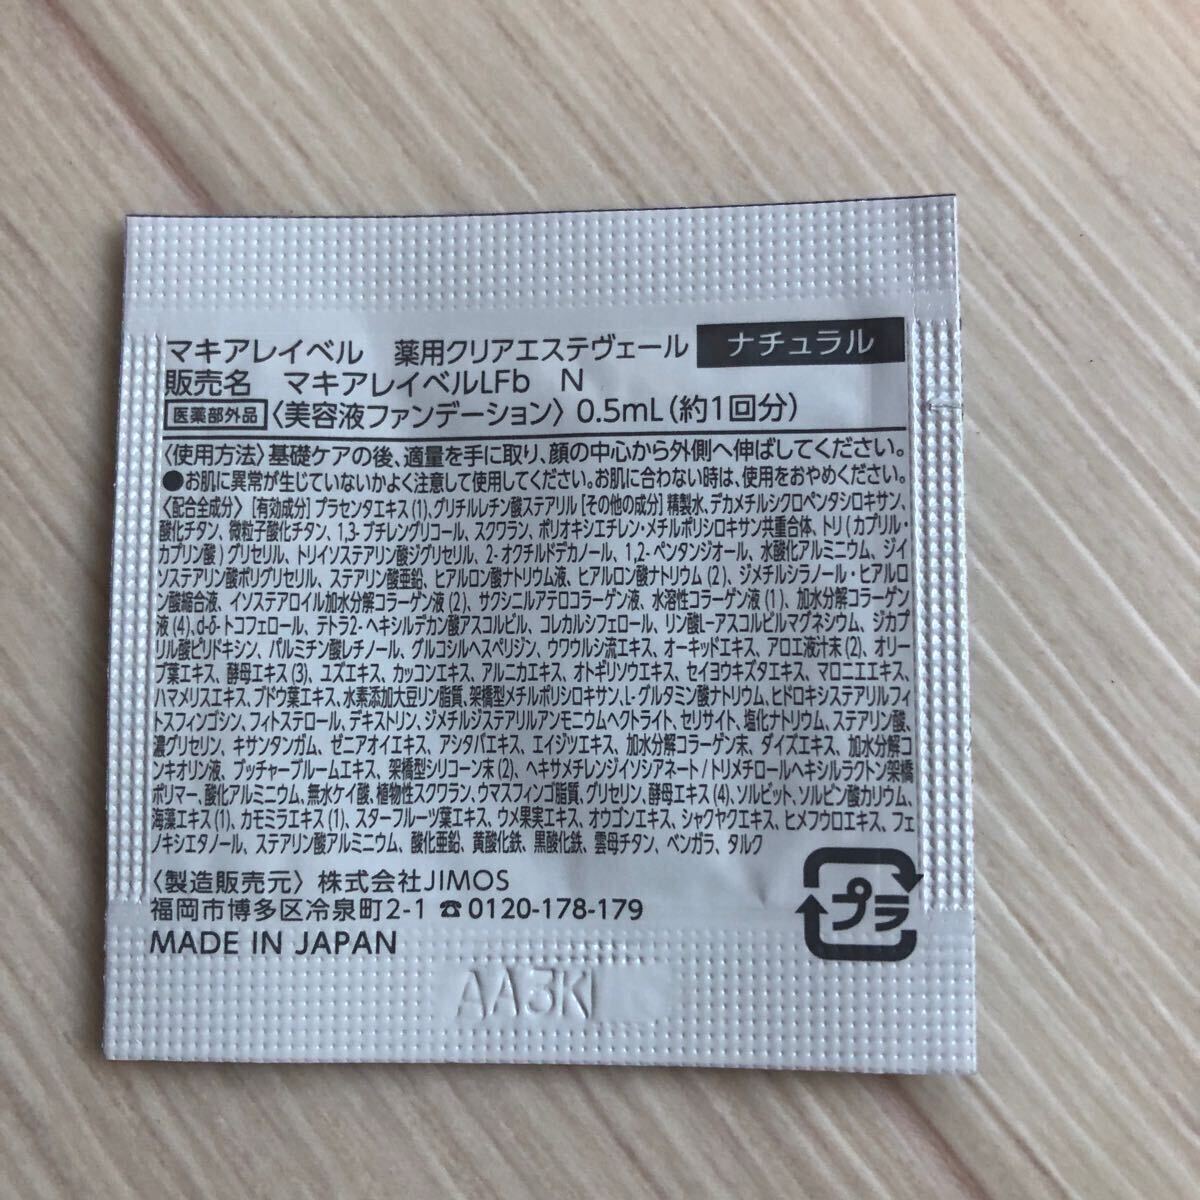 マキアレイベル　薬用クリアエステヴェール　ナチュラル
販売名　マキアレイベルLFb　N
医薬部外品〈美容液ファンデーション〉0.5mL(約1回分)
〈使用方法〉基礎ケアの後、適量を手に取り、顔の中心から外側へ伸ばしてください。
●お肌に異常が生じていないかよく注意して使用してください。お肌に合わない時は、使用をおやめください。
〈配合全成分〉[有効成分]プラセンタエキス(1)、グリチルレチン酸ステアリル[その他の成分]精製水、デカメチルシクロペンタシロキサン、
酸化チタン、微粒子酸化チタン、1,3-ブチレングリコール、スクワラン、ポリオキシエチレン・メチルポリシロキサン共重合体、トリ(カプリル・
カプリン酸)グリセリル、トリイソステアリン酸ジグリセリル、2-オクチルドデカノール、1,2-ペンタンジオール、水酸化アルミニウム、ジイ
ソステアリン酸ポリグリセリル、ステアリン酸亜鉛、ヒアルロン酸ナトリウム液、ヒアルロン酸ナトリウム(2)、ジメチルシラノール・ヒアルロ
ン酸縮合液、イソステアロイル加水分解コラーゲン液(2)、サクシニルアテロコラーゲン液、水溶性コラーゲン液(1)、加水分解コラーゲン
液(4)、d-δ-トコフェロール、テトラ2-ヘキシルデカン酸アスコルビル、コレカルシフェロール、リン酸L-アスコルビルマグネシウム、ジカプ
リル酸ピリドキシン、パルミチン酸レチノール、グルコシルヘスペリジン、ウワウルシ流エキス、オーキッドエキス、アロエ液汁末(2)、オリー
ブ葉エキス、酵母エキス(3)、ユズエキス、カッコンエキス、アルニカエキス、オトギリソウエキス、セイヨウキズタエキス、マロニエエキス、
ハマメリスエキス、ブドウ葉エキス、水素添加大豆リン脂質、架橋型メチルポリシロキサン、L-グルタミン酸ナトリウム、ヒドロキシステアリルフィ
トスフィンゴシン、フィトステロール、デキストリン、ジメチルジステアリルアンモニウムヘクトライト、セリサイト、塩化ナトリウム、ステアリン酸、
濃グリセリン、キサンタンガム、ゼニアオイエキス、アシタバエキス、エイジツエキス、加水分解コラーゲン末、ダイズエキス、加水分解コ
ンキオリン液、ブッチャーブルームエキス、架橋型シリコーン末(2)、ヘキサメチレンジイソシアネート/トリメチロールヘキシルラクトン架橋
ポリマー、酸化アルミニウム、無水ケイ酸、植物性スクワラン、ウマスフィンゴ脂質、グリセリン、酵母エキス(4)、ソルビット、ソルビン酸カリウム、
海藻エキス(1)、カモミラエキス(1)、スターフルーツ葉エキス、ウメ果実エキス、オウゴンエキス、シャクヤクエキス、ヒメフウロエキス、フェ
ノキシエタノール、ステアリン酸アルミニウム、酸化亜鉛、黄酸化鉄、黒酸化鉄、雲母チタン、ベンガラ、タルク
〈製造販売元〉株式会社JIMOS
福岡市博多区冷泉町2-1 ☎0120-178-179
MADE IN JAPAN
プラ
AA3K1